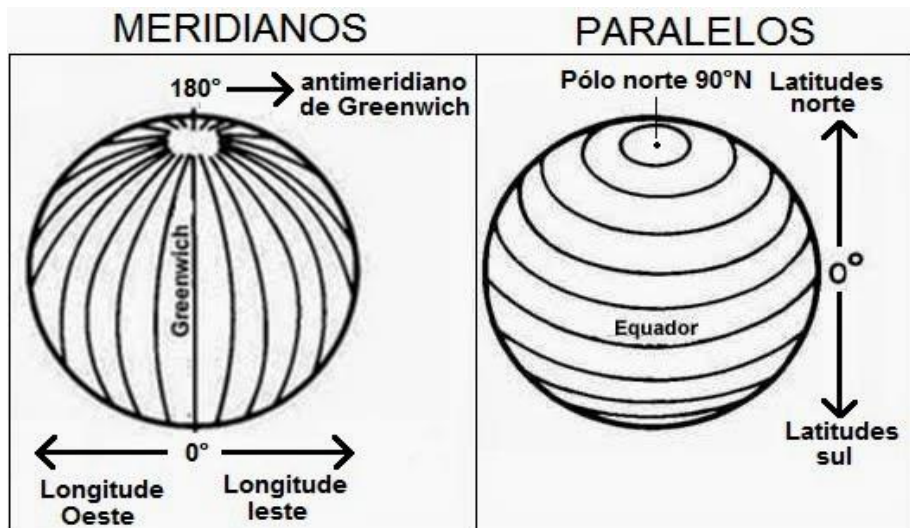 MERIDIANOS
180°
antimeridiano
de Greenwich
Greenwich
0°
Longitude
Oeste
Longitude
leste
PARALELOS
Pólo norte 90°N
Latitudes
norte
0°
Equador
Latitudes
sul